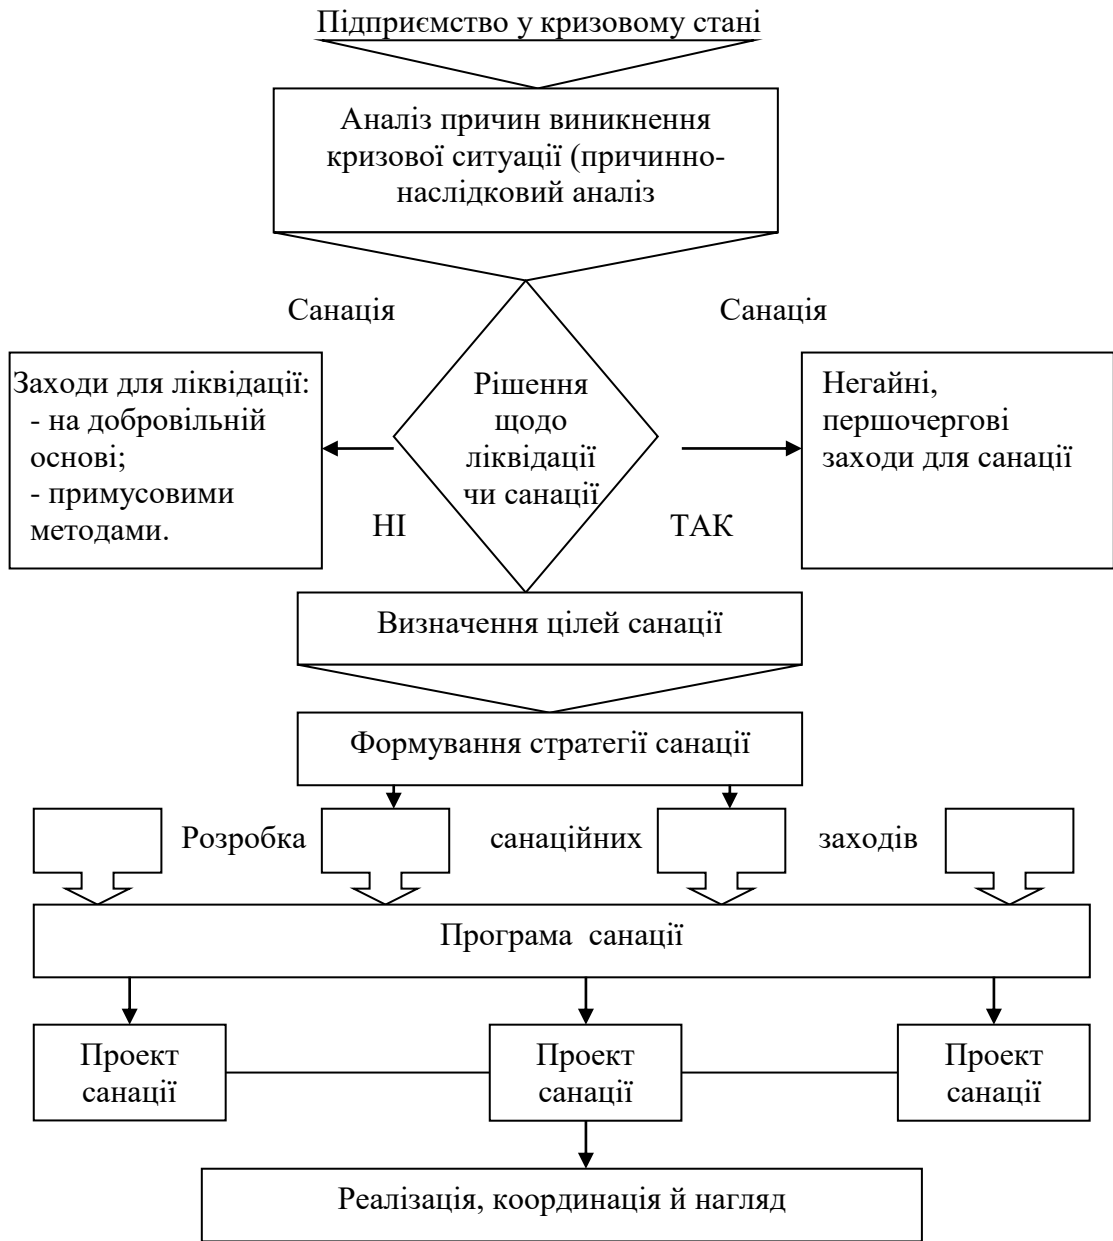 Підприємство у кризовому стані
Аналіз причин виникнення
кризової ситуації (причинно-
наслідковий аналіз
Санація
Санація
Заходи для ліквідації:
- на добровільній
основі;
- примусовими
методами.
Рішення
щодо
ліквідації
чи санації
Негайні,
першочергові
заходи для санації
НІ
ТАК
Визначення цілей санації
Формування стратегії санації
Розробка санаційних заходів
Програма санації
Проект
санації
Проект
санації
Проект
санації
Реалізація, координація й нагляд